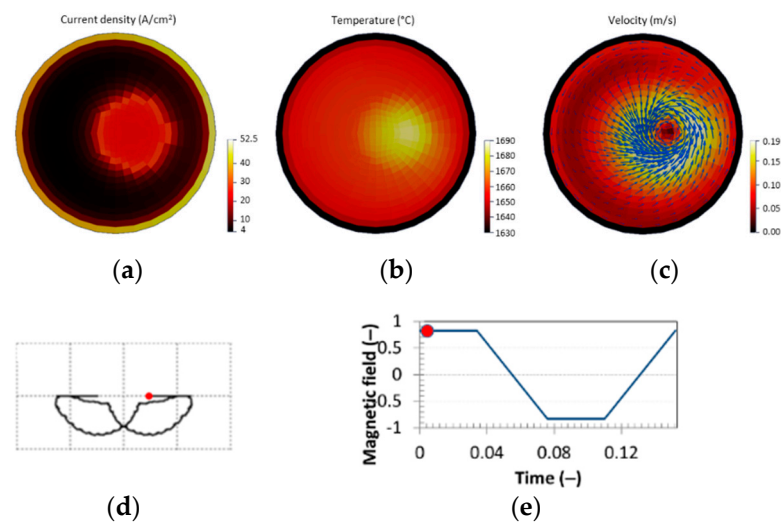 Current density (A/cm²)
Temperature (°C)
Velocity (m/s)
52.5
40
30
20
10
4
1690
1680
1670
1660
1650
1640
1630
0.19
0.15
0.10
0.05
0.00
(a)
(b)
(c)
Magnetic field (–)
1
0.5
0
-0.5
-1
0
0.04
0.08
0.12
Time (–)
(d)
(e)